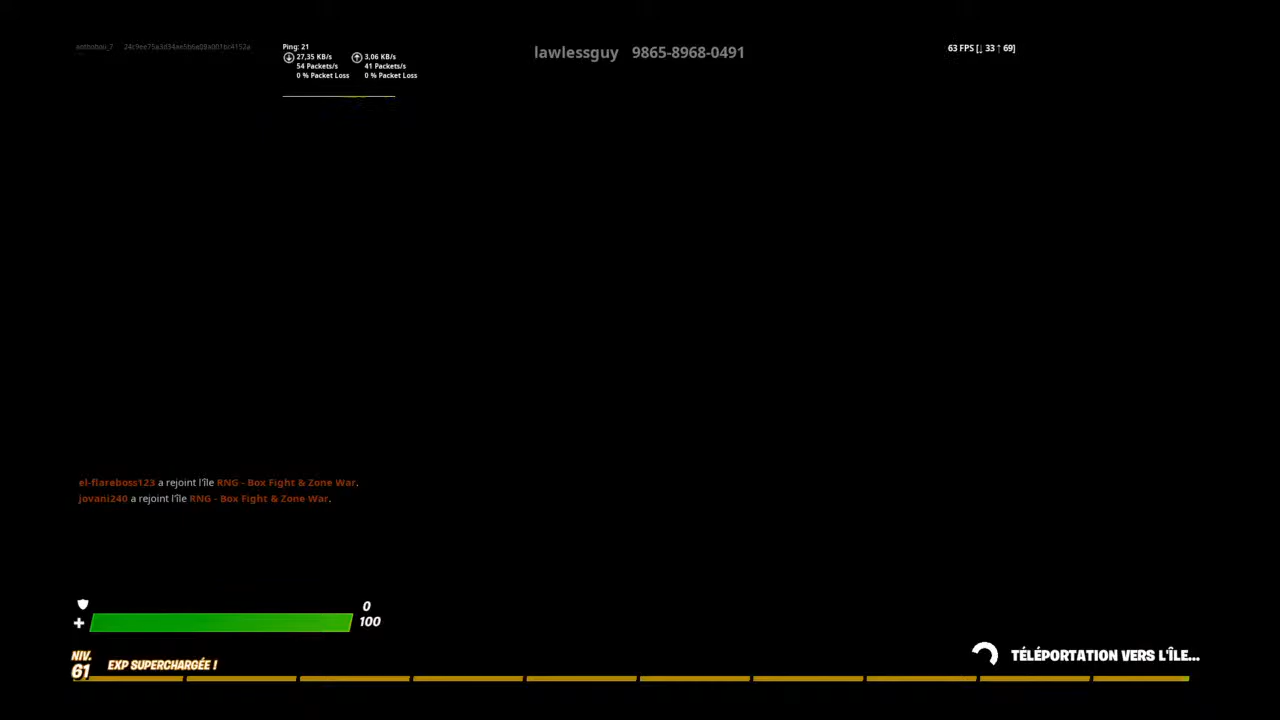 Ping: 21
27,35 KB/s 3,06 KB/s
54 Packets/s 41 Packets/s
0 % Packet Loss 0 % Packet Loss
lawlessguy 9865-8968-0491
63 FPS [↓ 33 ↑ 69]
el-flareboss123 a rejoint l'île RNG - Box Fight & Zone War.
jovani240 a rejoint l'île RNG - Box Fight & Zone War.
0
100
NIV.
61
EXP SUPERCHARGÉE !
TÉLÉPORTATION VERS L'ÎLE...